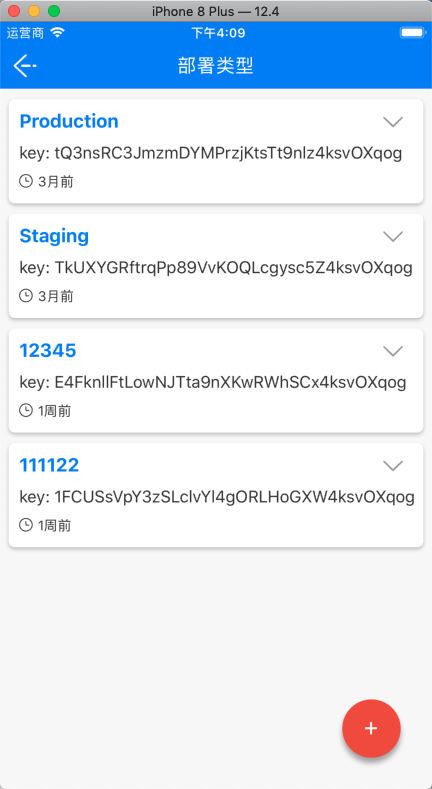 iPhone 8 Plus — 12.4
运营商 下午4:09
部署类型
Production
key: tQ3nsRC3JmzmDYMPrzjKtsTt9nlz4ksvOXqog
3月前
Staging
key: TkUXYGRftrqPp89VvKOQLcgysc5Z4ksvOXqog
3月前
12345
key: E4FknllFtLowNJTta9nXKwRWhSCx4ksvOXqog
1周前
111122
key: 1FCUSsVpY3zSLclvYl4gORLHoGXW4ksvOXqog
1周前
+